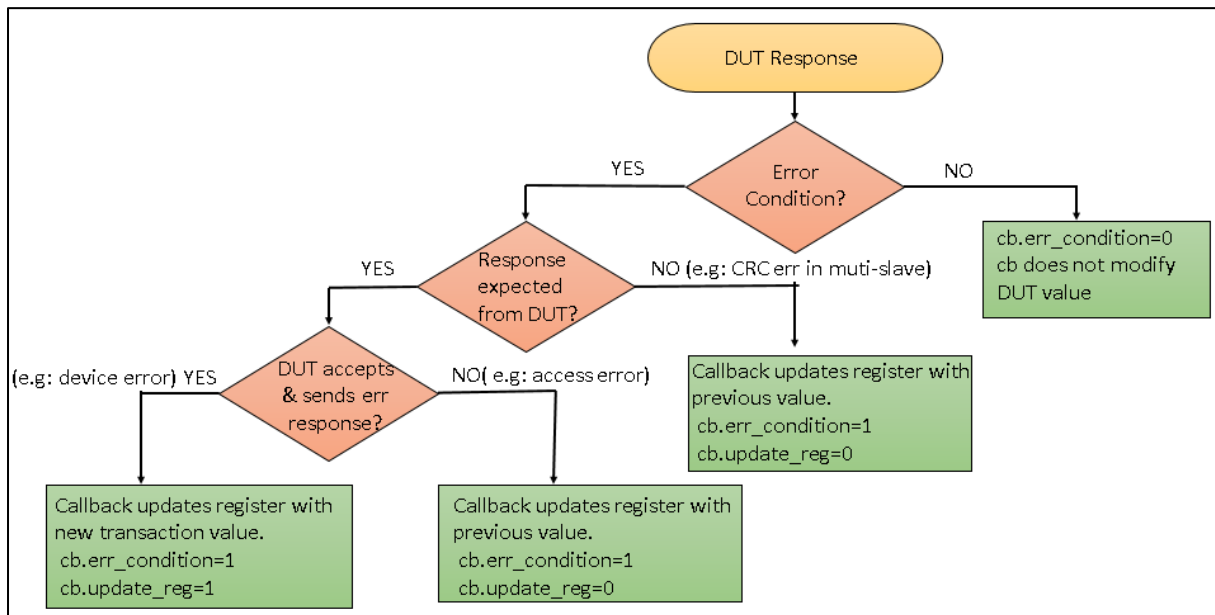 DUT Response
Error
Condition?
YES
NO
cb.err_condition=0
cb does not modify
DUT value
Response
expected
from DUT?
YES
NO (e.g: CRC err in muti-slave)
Callback updates register with
previous value.
cb.err_condition=1
cb.update_reg=0
DUT accepts
& sends err
response?
(e.g: device error) YES
NO( e.g: access error)
Callback updates register with
new transaction value.
cb.err_condition=1
cb.update_reg=1
Callback updates register with
previous value.
cb.err_condition=1
cb.update_reg=0